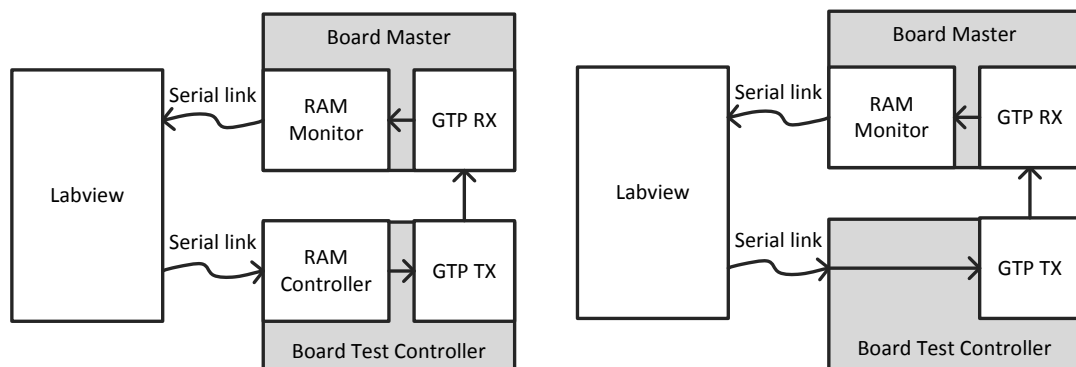 Board Master
Serial link
RAM
Monitor
GTP RX
Labview
Serial link
RAM
Controller
GTP TX
Board Test Controller
Board Master
Serial link
RAM
Monitor
GTP RX
Labview
Serial link
GTP TX
Board Test Controller